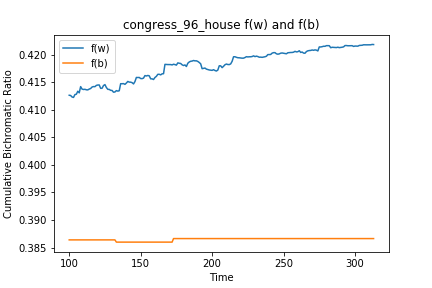 congress_96_house f(w) and f(b)
f(w)
f(b)
Cumulative Bichromatic Ratio
0.420
0.415
0.410
0.405
0.400
0.395
0.390
0.385
100
150
200
250
300
Time